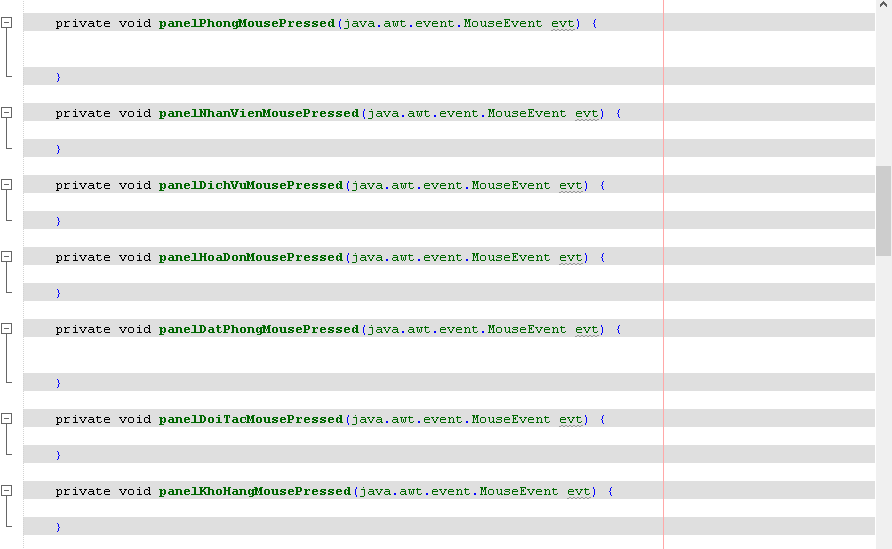 private void panelPhongMousePressed(java.awt.event.MouseEvent evt) {
}
private void panelNhanVienMousePressed(java.awt.event.MouseEvent evt) {
}
private void panelDichVuMousePressed(java.awt.event.MouseEvent evt) {
}
private void panelHoaDonMousePressed(java.awt.event.MouseEvent evt) {
}
private void panelDatPhongMousePressed(java.awt.event.MouseEvent evt) {
}
private void panelDoiTacMousePressed(java.awt.event.MouseEvent evt) {
}
private void panelKhoHangMousePressed(java.awt.event.MouseEvent evt) {
}